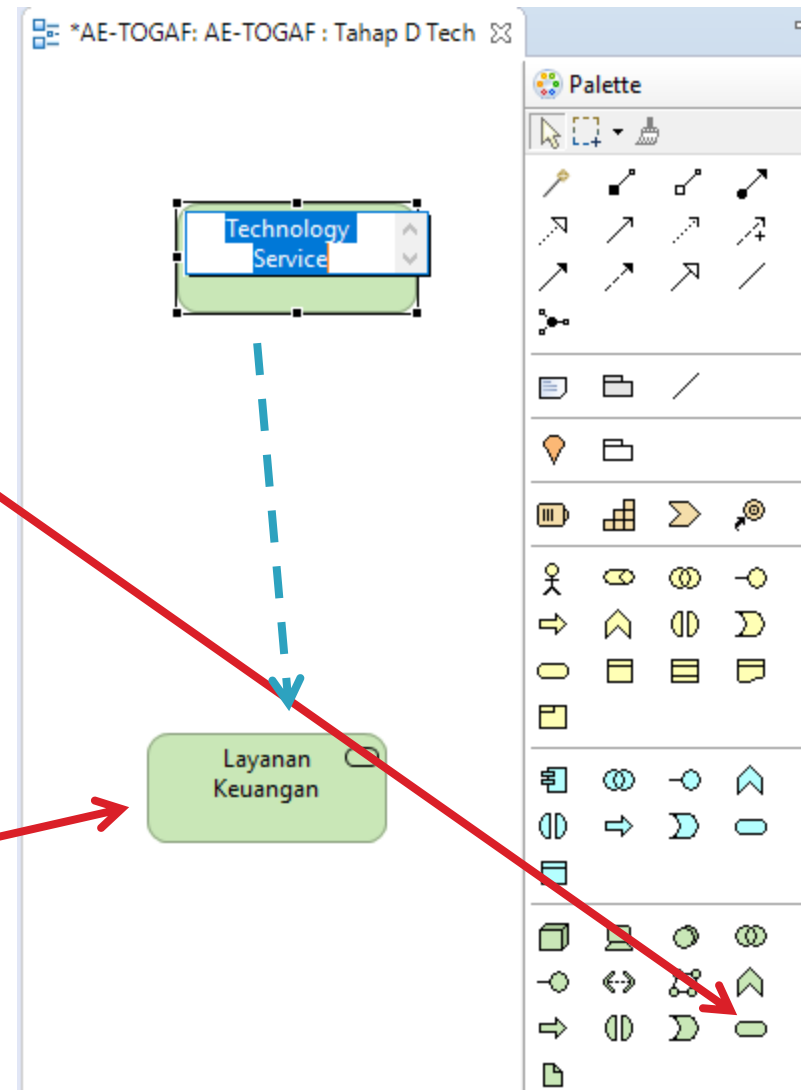 *AE-TOGAF: AE-TOGAF : Tahap D Tech
Palette
Technology
Service
Layanan
Keuangan